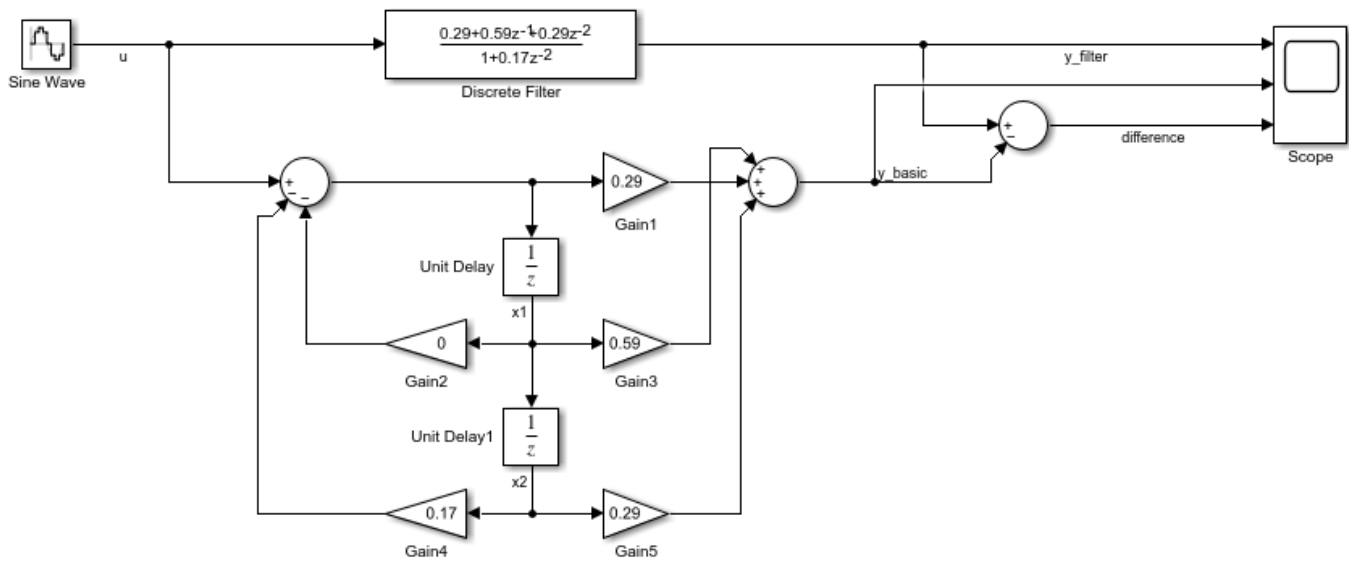 0.29+0.59z-1+0.29z-2
1+0.17z-2
Discrete Filter
Sine Wave
u
y_filter
+
−
difference
Scope
+
−
−
0.29
Gain1
+
+
+
y_basic
Unit Delay
1
z
x1
0
Gain2
0.59
Gain3
Unit Delay1
1
z
x2
0.17
Gain4
0.29
Gain5